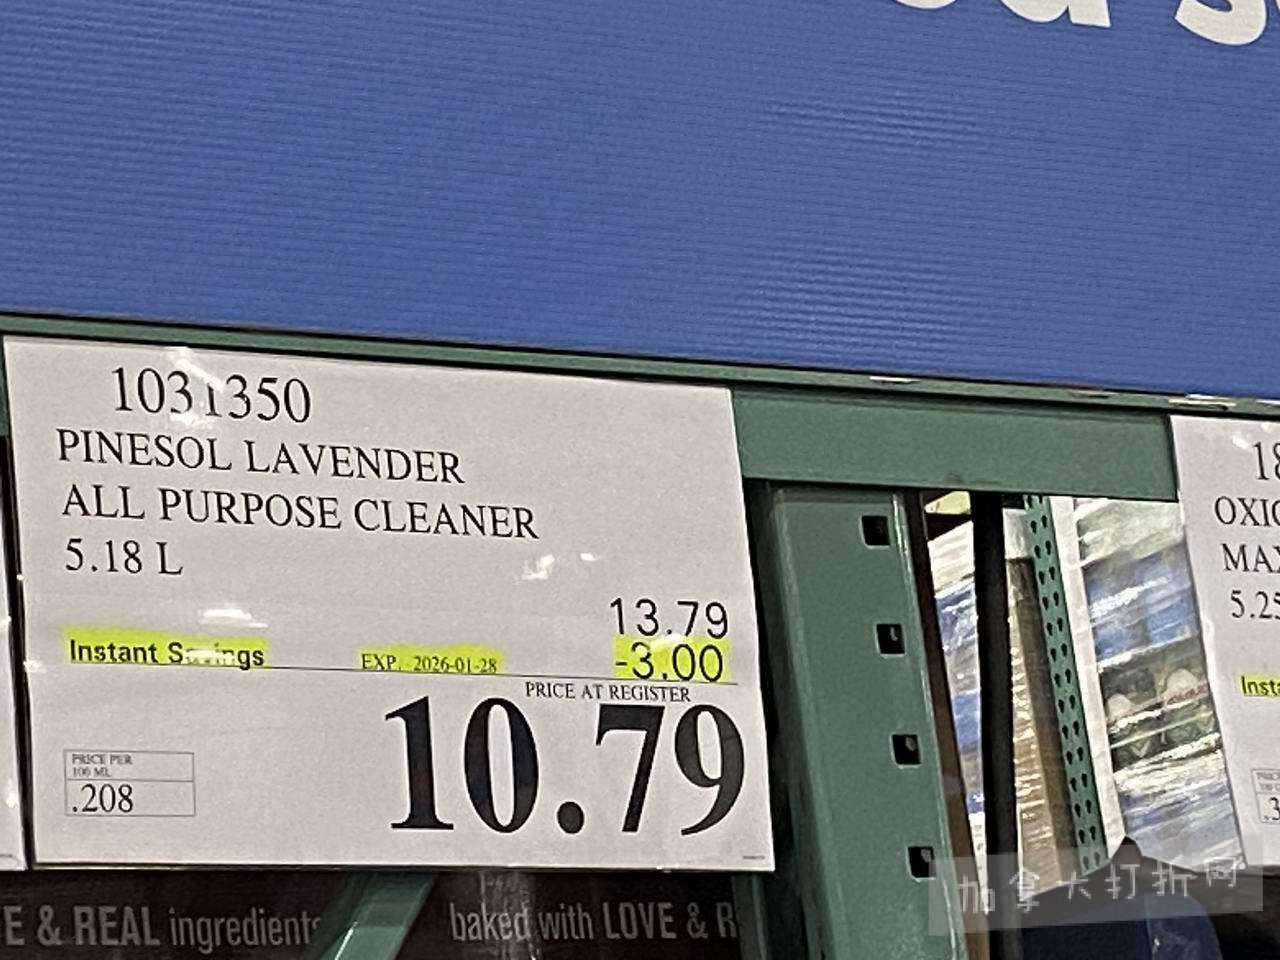 1031350
PINESOL LAVENDER
ALL PURPOSE CLEANER
5.18 L
13.79
Instant Savings EXP. 2026-01-28 -3.00
PRICE AT REGISTER
10.79
PRICE PER
100 ML
.208
18
OXIC
MAX
5.25
Insta
E & REAL ingredients
baked with LOVE & R
加拿大打折网